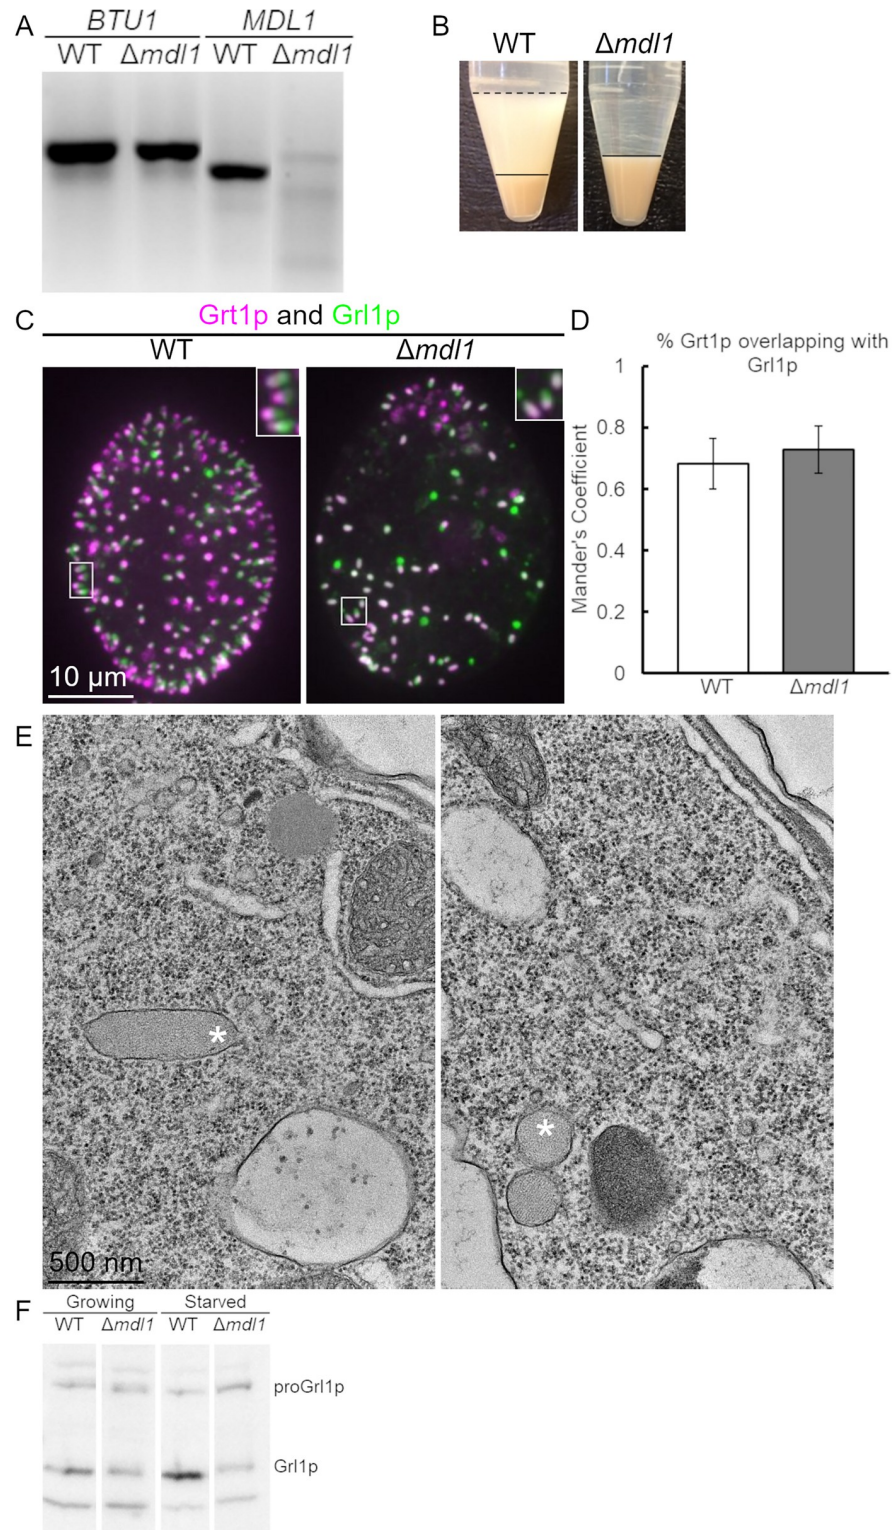 A
BTU1 MDL1
WT Δmdl1 WT Δmdl1
B
WT Δmdl1
C
Grt1p and Grl1p
WT Δmdl1
10 µm
D
% Grt1p overlapping with
Grl1p
Mander's Coefficient
1
0.8
0.6
0.4
0.2
0
WT Δmdl1
E
*
*
500 nm
F
Growing Starved
WT Δmdl1 WT Δmdl1
proGrl1p
Grl1p